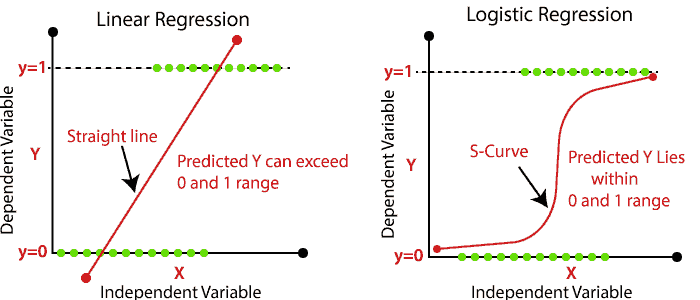 Linear Regression
y=1
Dependent Variable
Y
Straight line
Predicted Y can exceed
0 and 1 range
y=0
X
Independent Variable
Logistic Regression
y=1
Dependent Variable
Y
S-Curve
Predicted Y Lies
within
0 and 1 range
y=0
X
Independent Variable